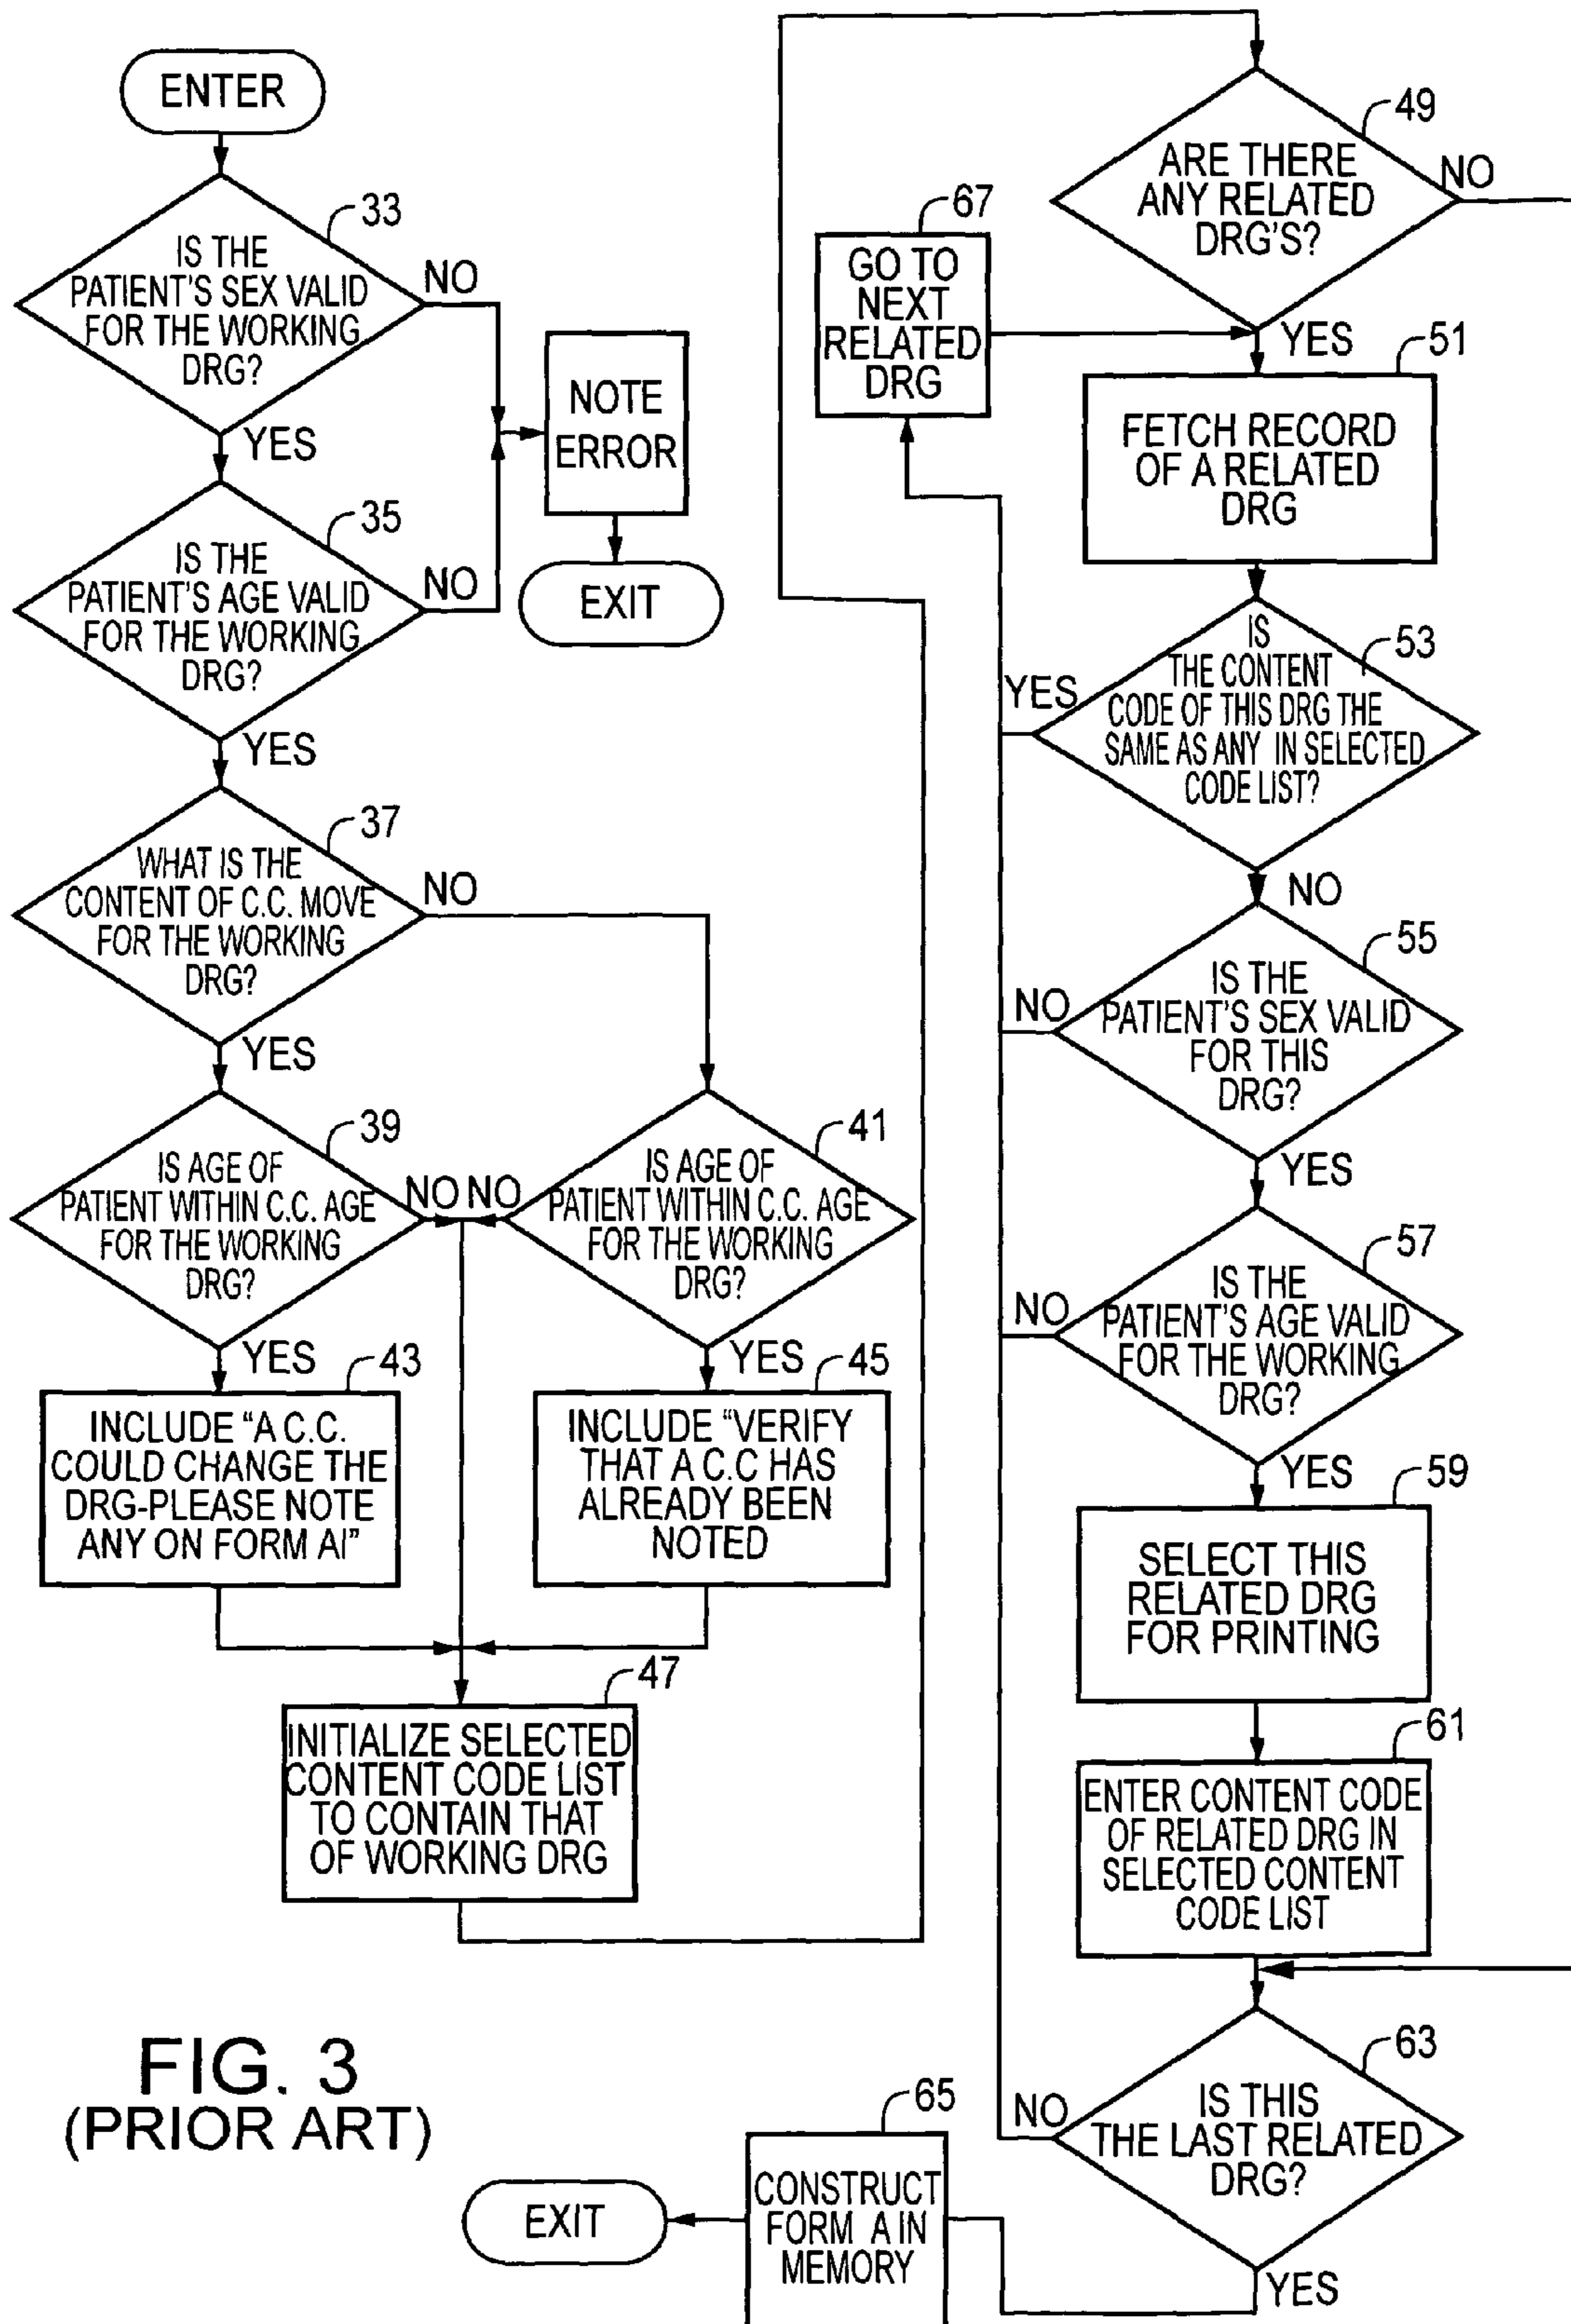 ENTER
33
IS THE
PATIENT'S SEX VALID
FOR THE WORKING
DRG?
NO
YES
NOTE
ERROR
EXIT
35
IS THE
PATIENT'S AGE VALID
FOR THE WORKING
DRG?
NO
YES
37
WHAT IS THE
CONTENT OF C.C. MOVE
FOR THE WORKING
DRG?
NO
YES
39
IS AGE OF
PATIENT WITHIN C.C. AGE
FOR THE WORKING
DRG?
NO
YES
41
IS AGE OF
PATIENT WITHIN C.C. AGE
FOR THE WORKING
DRG?
NO
YES
43
INCLUDE “A C.C.
COULD CHANGE THE
DRG-PLEASE NOTE
ANY ON FORM AI”
45
INCLUDE “VERIFY
THAT A C.C HAS
ALREADY BEEN
NOTED
47
INITIALIZE SELECTED
CONTENT CODE LIST
TO CONTAIN THAT
OF WORKING DRG
49
ARE THERE
ANY RELATED
DRG'S?
NO
YES
67
GO TO
NEXT
RELATED
DRG
51
FETCH RECORD
OF A RELATED
DRG
53
IS
THE CONTENT
CODE OF THIS DRG THE
SAME AS ANY IN SELECTED
CODE LIST?
YES
NO
55
IS THE
PATIENT'S SEX VALID
FOR THIS
DRG?
NO
YES
57
IS THE
PATIENT'S AGE VALID
FOR THE WORKING
DRG?
NO
YES
59
SELECT THIS
RELATED DRG
FOR PRINTING
61
ENTER CONTENT CODE
OF RELATED DRG IN
SELECTED CONTENT
CODE LIST
63
IS THIS
THE LAST RELATED
DRG?
NO
YES
65
CONSTRUCT
FORM A IN
MEMORY
EXIT
FIG. 3
(PRIOR ART)